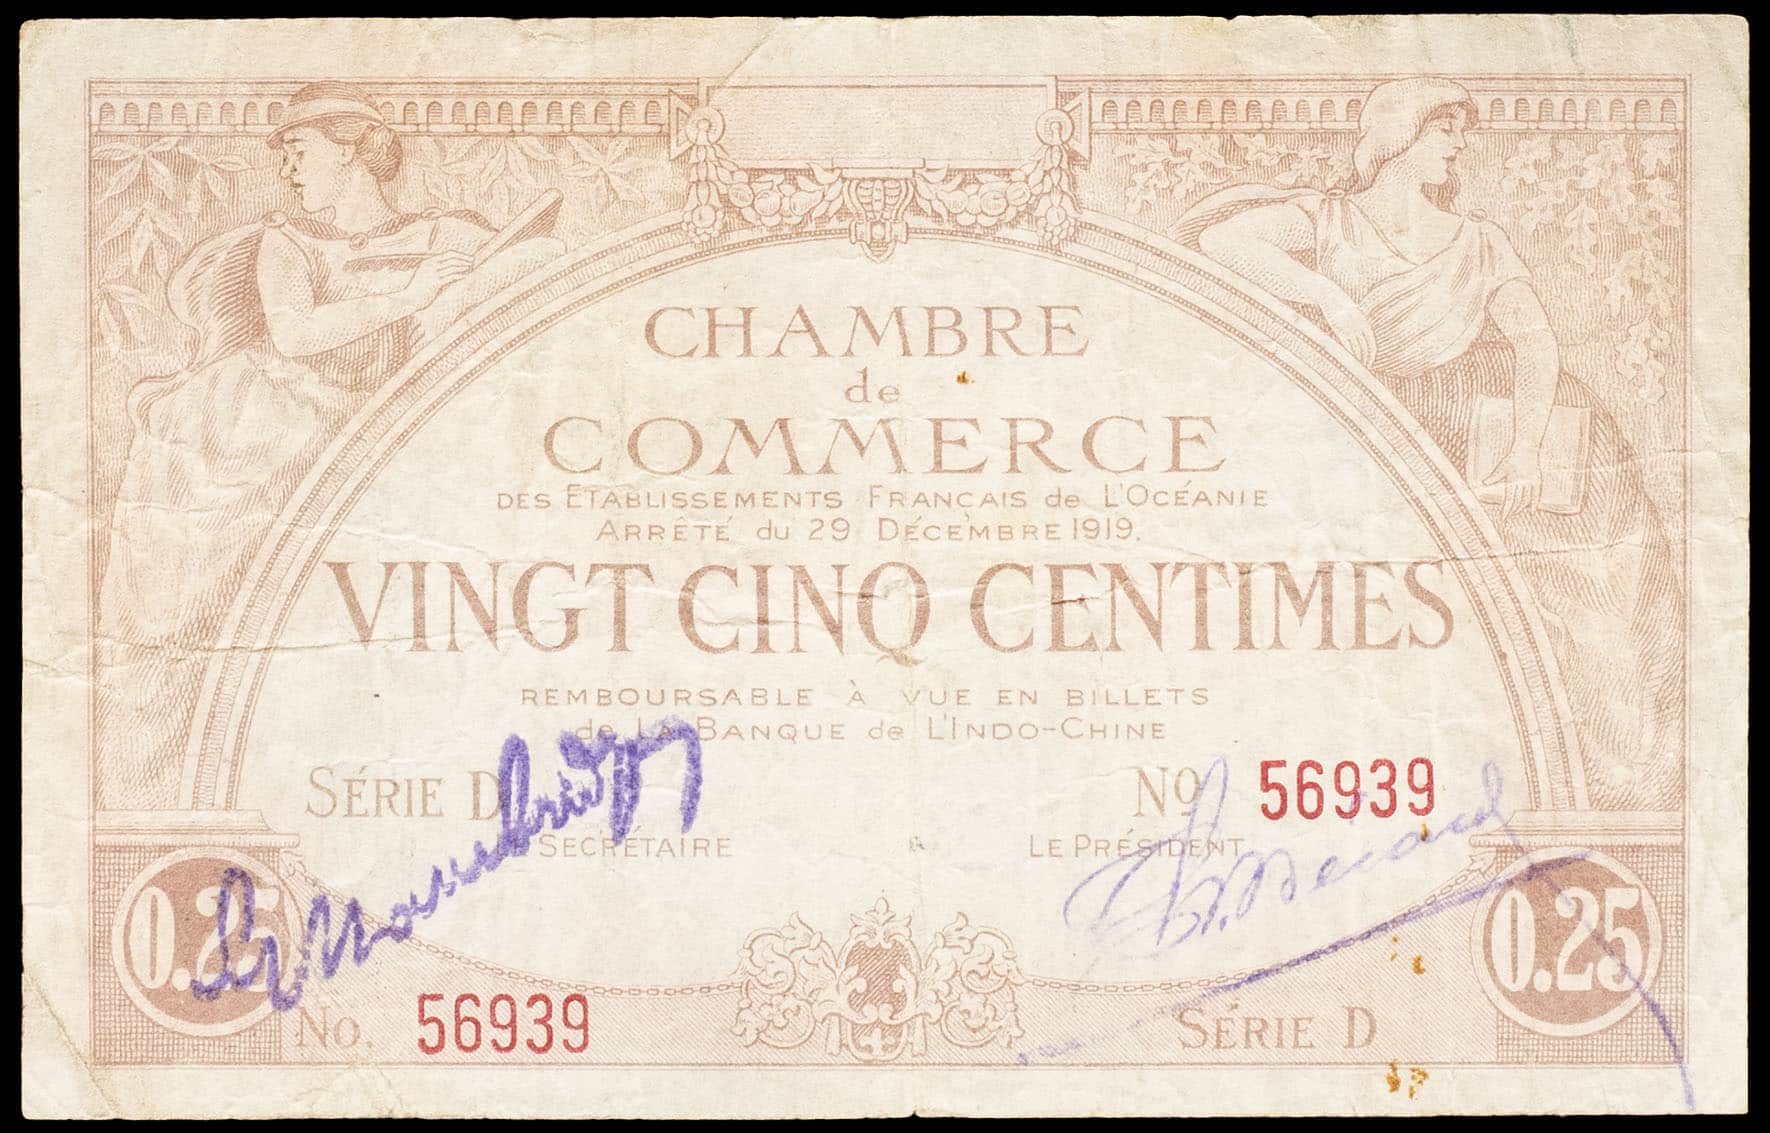 CHAMBRE
de
COMMERCE
DES ETABLISSEMENTS FRANÇAIS de L'OCÉANIE
ARRÊTÉ du 29 DÉCEMBRE 1919.
VINGT CINQ CENTIMES
REMBOURSABLE À VUE EN BILLETS
de LA BANQUE de L'INDO-CHINE
SÉRIE D No 56939
SECRÉTAIRE LE PRÉSIDENT
0.25 0.25
No. 56939 SÉRIE D